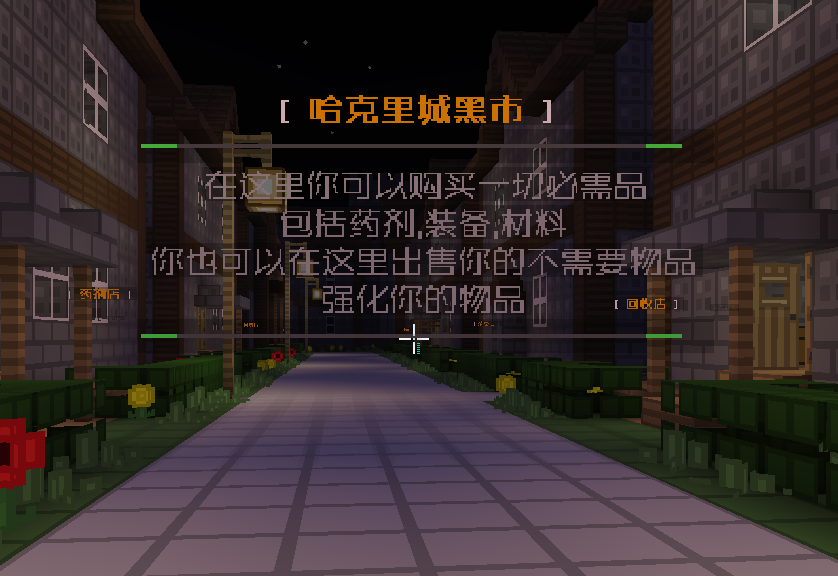 [ 哈克里城黑市 ]
在这里你可以购买一切必需品
包括药剂,装备,材料
你也可以在这里出售你的不需要物品
强化你的物品
[ 药剂店 ]
[ 回收店 ]